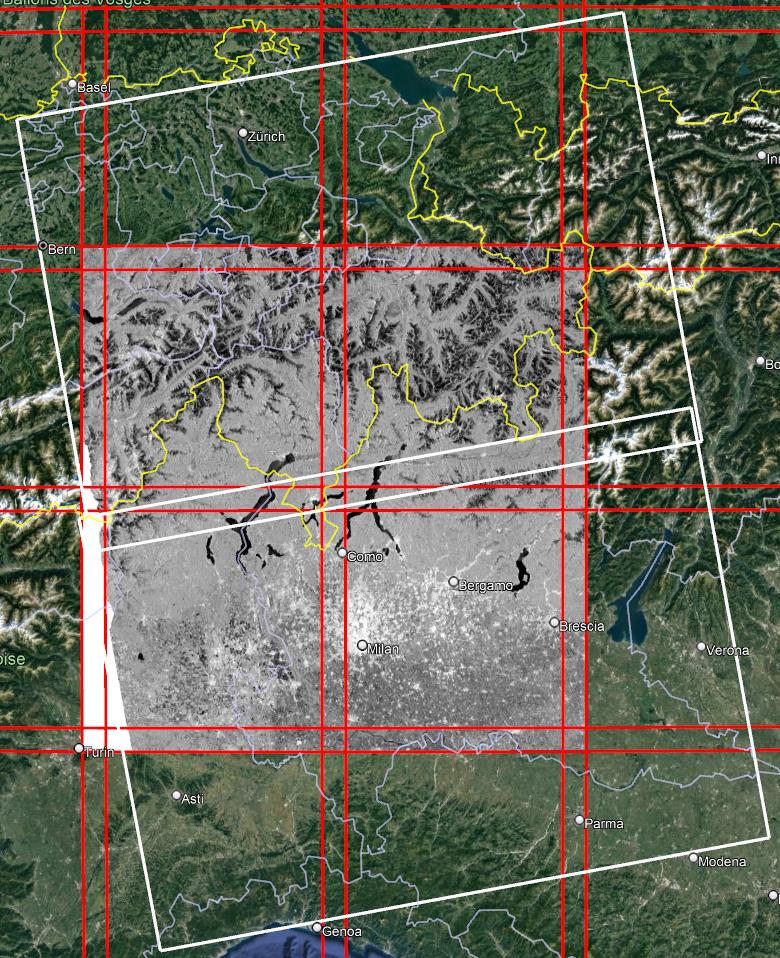 Ballons des Vosges
Basel
Zürich
Bern
Como
Bergamo
Brescia
Milan
Verona
Turin
Asti
Parma
Modena
Genoa